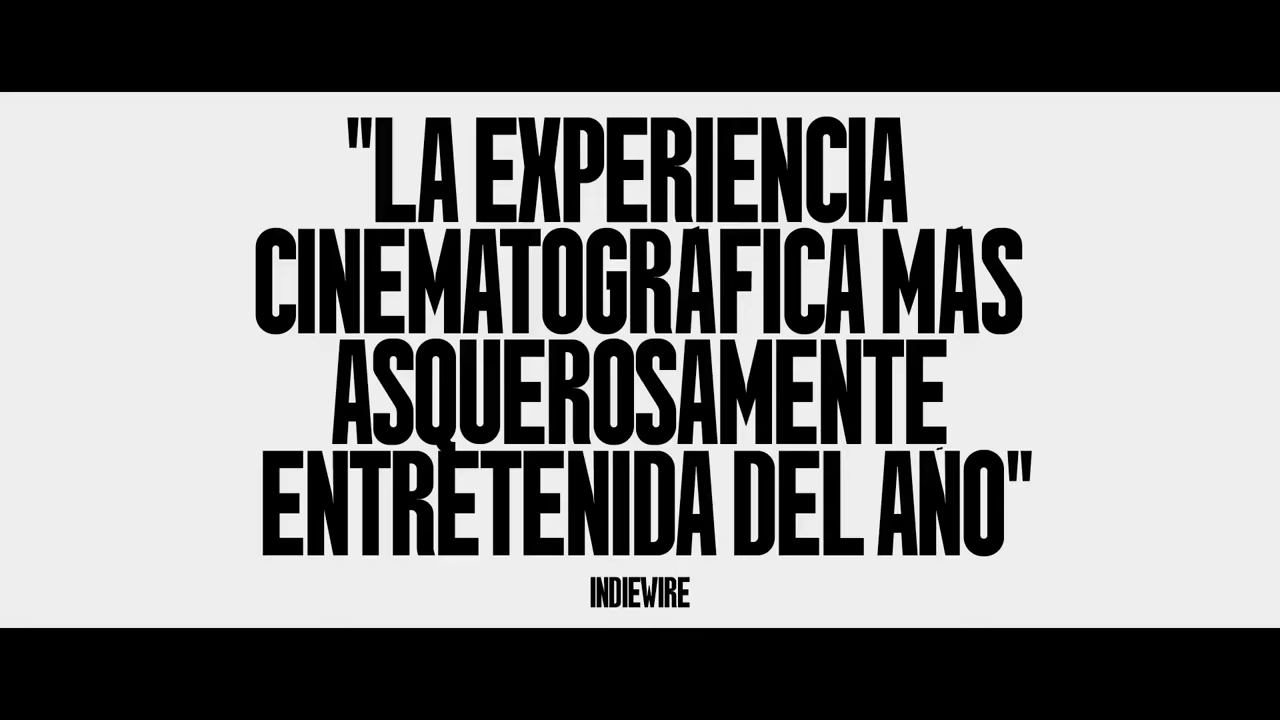 "LA EXPERIENCIA
CINEMATOGRÁFICA MÁS
ASQUEROSAMENTE
ENTRETENIDA DEL AÑO"
INDIEWIRE